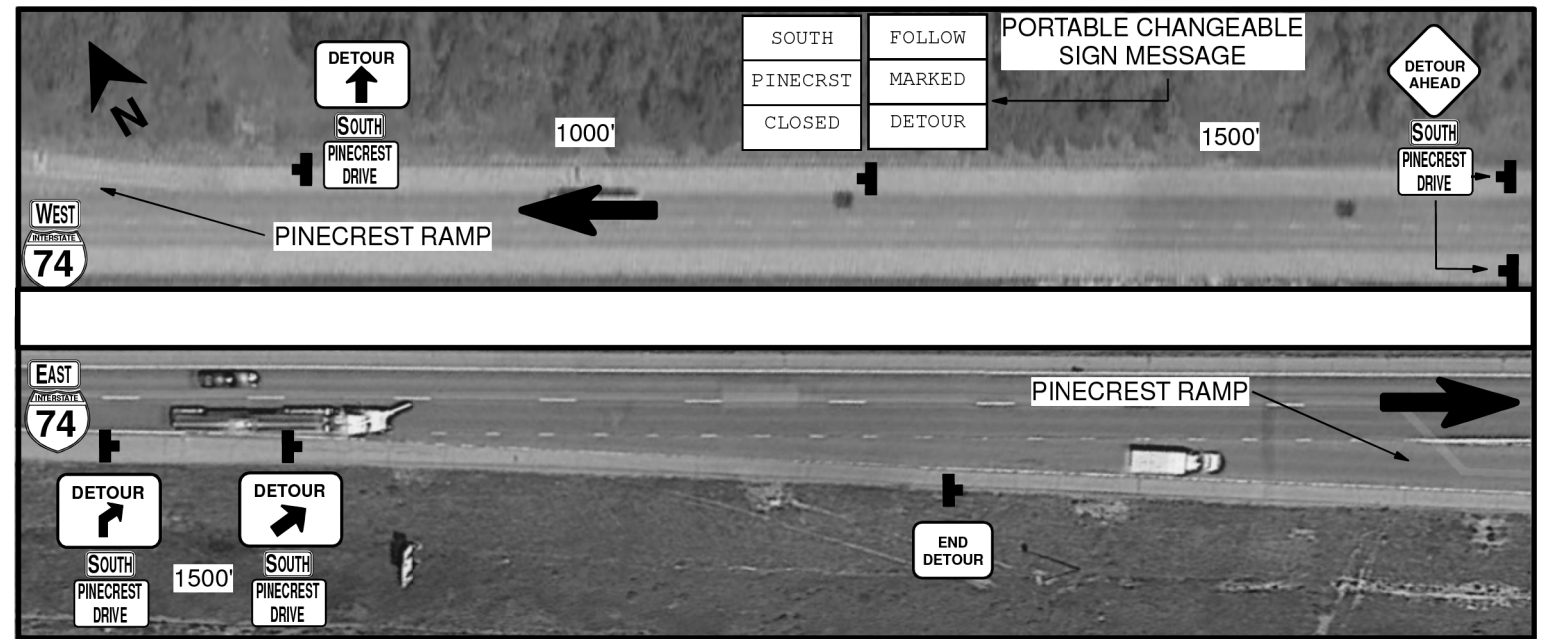 N
DETOUR
SOUTH
PINECREST
DRIVE
1000'
SOUTH
PINECRST
CLOSED
FOLLOW
MARKED
DETOUR
PORTABLE CHANGEABLE
SIGN MESSAGE
1500'
DETOUR
AHEAD
SOUTH
PINECREST
DRIVE
WEST
INTERSTATE
74
PINECREST RAMP
EAST
INTERSTATE
74
PINECREST RAMP
DETOUR
SOUTH
PINECREST
DRIVE
1500'
DETOUR
SOUTH
PINECREST
DRIVE
END
DETOUR